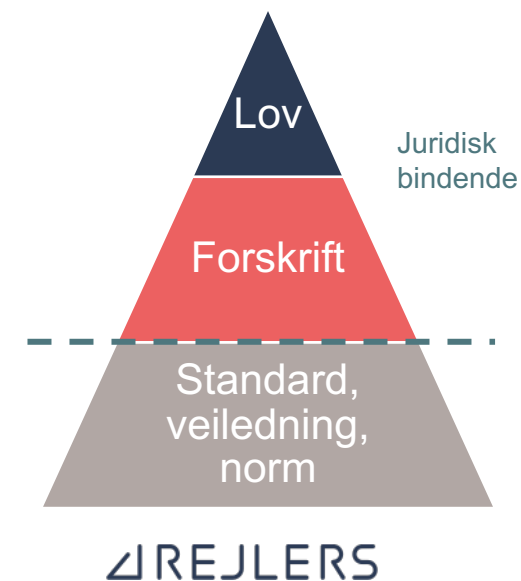 Lov
Juridisk
bindende
Forskrift
Standard,
veiledning,
norm
REJLERS